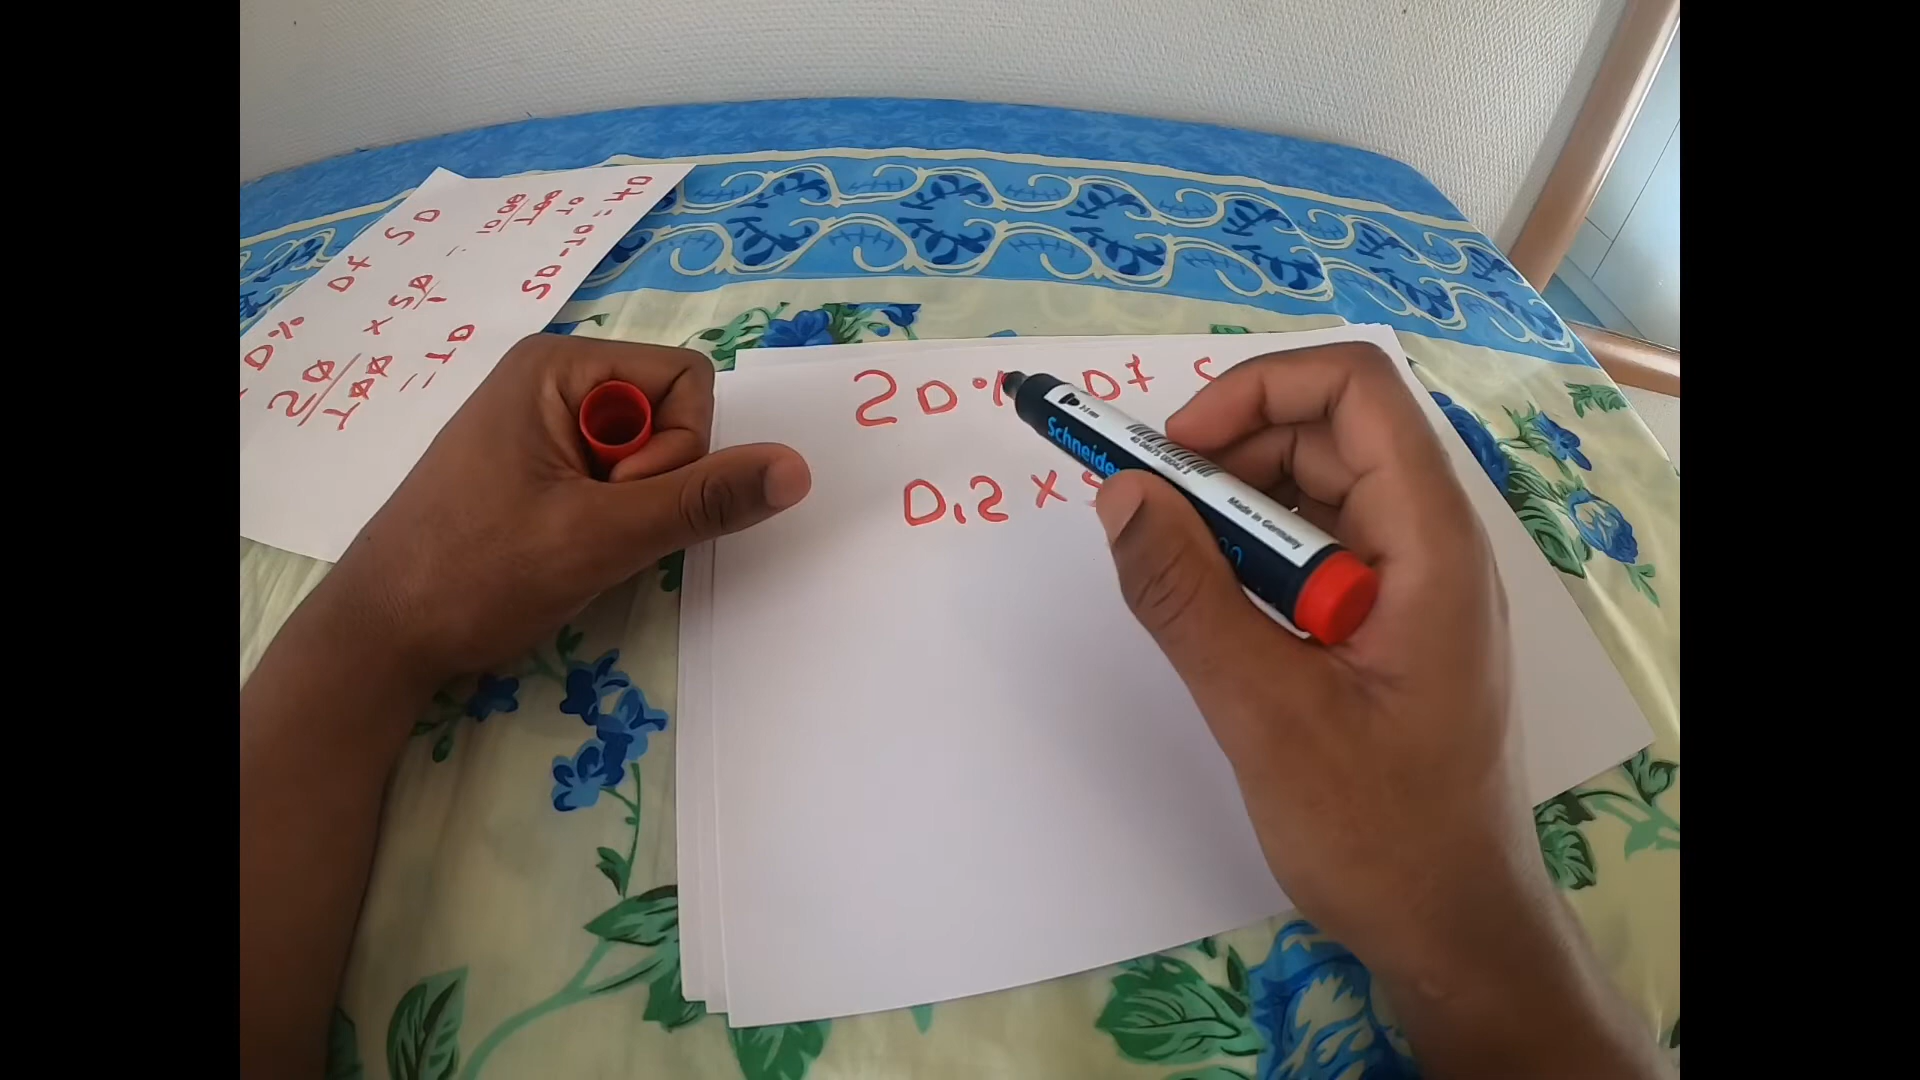 20% of 50
20/100 × 50/1 = 1000/100
= 10
50-10=40
20% of
0.2 ×
Schneider
Made in Germany